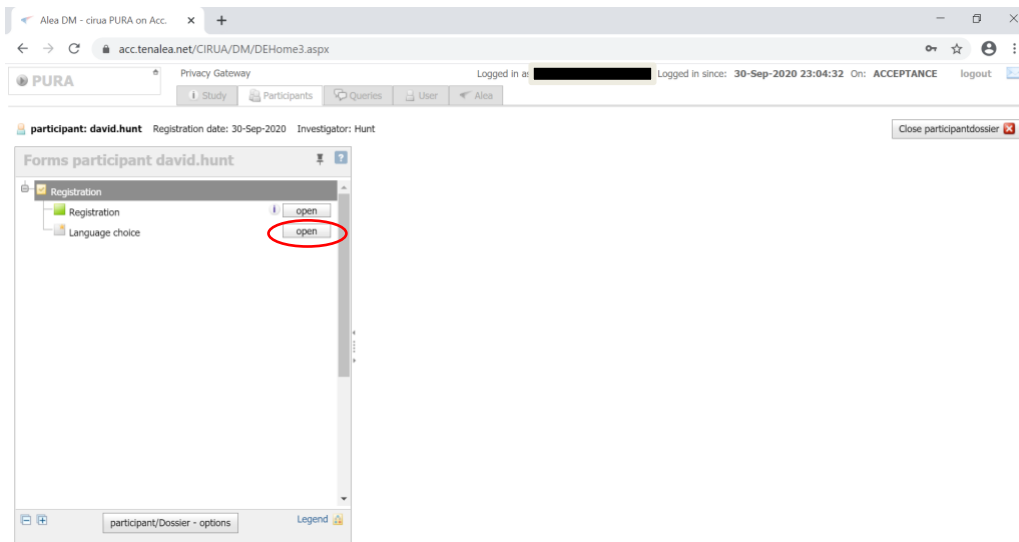 Alea DM - cirua PURA on Acc.
acc.tenalea.net/CIRUA/DM/DEHome3.aspx
PURA
Privacy Gateway
Logged in as
Logged in since: 30-Sep-2020 23:04:32 On: ACCEPTANCE logout
Study Participants Queries User Alea
participant: david.hunt Registration date: 30-Sep-2020 Investigator: Hunt
Close participantdossier
Forms participant david.hunt
Registration
Registration open
Language choice open
participant/Dossier - options
Legend